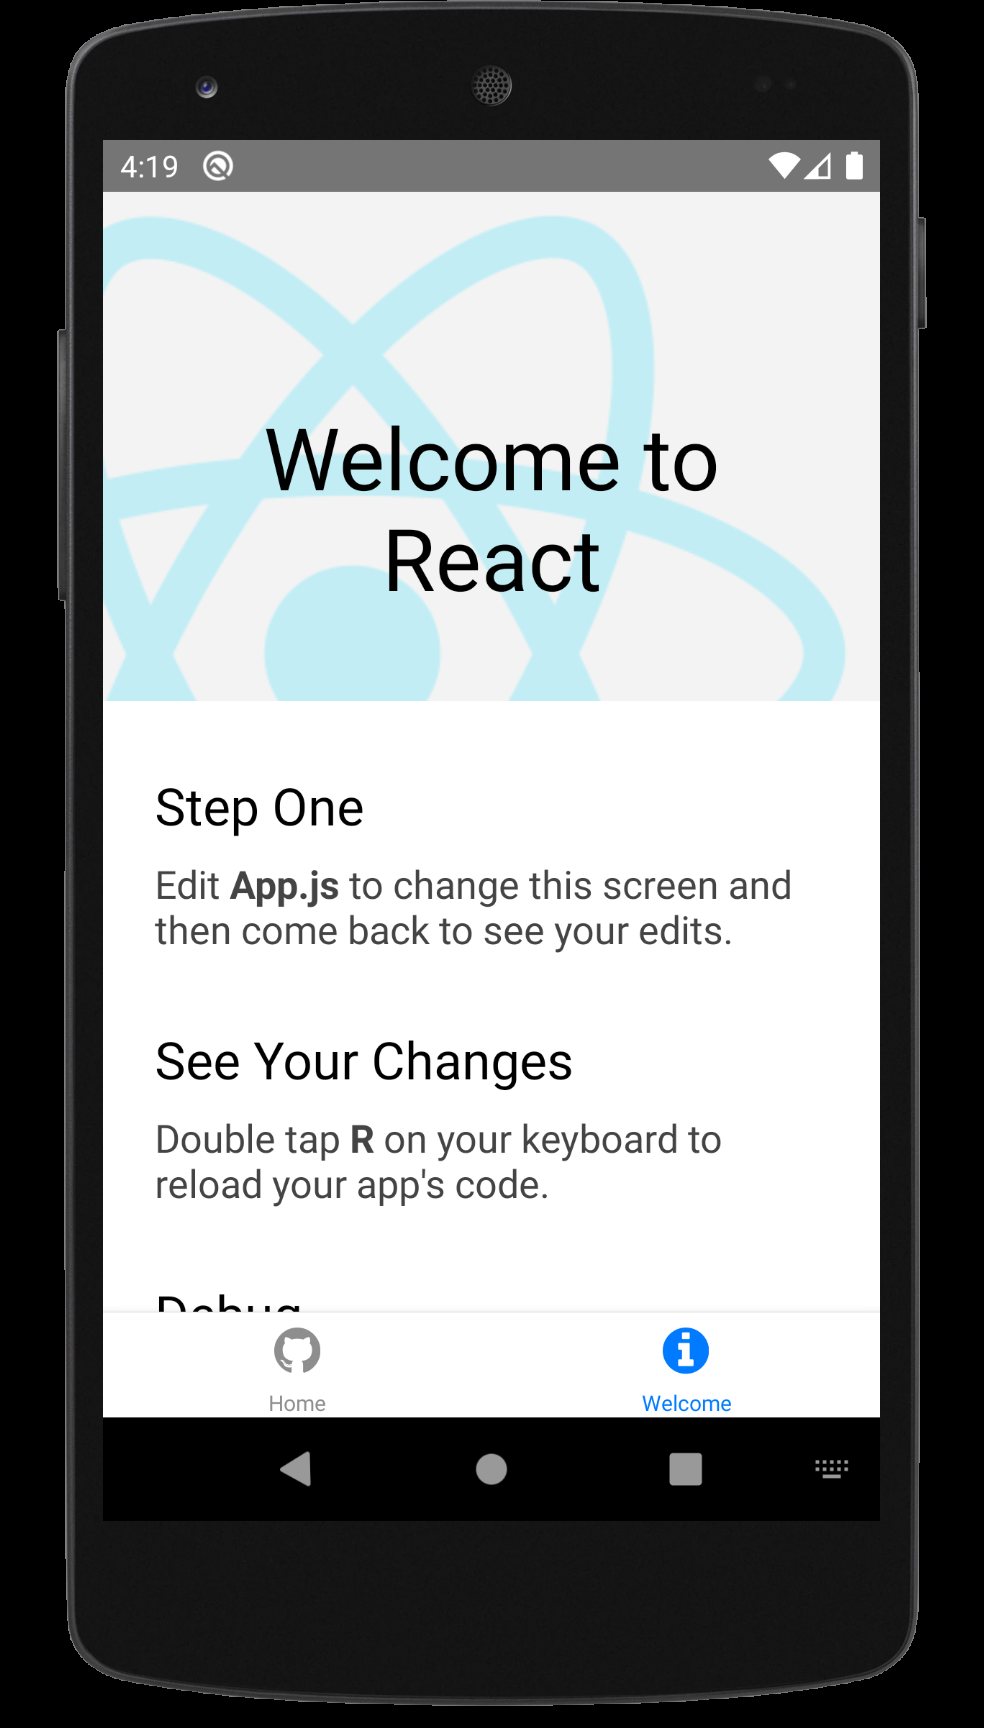 4:19
Welcome to
React
Step One
Edit App.js to change this screen and
then come back to see your edits.
See Your Changes
Double tap R on your keyboard to
reload your app's code.
Debug
Home
Welcome